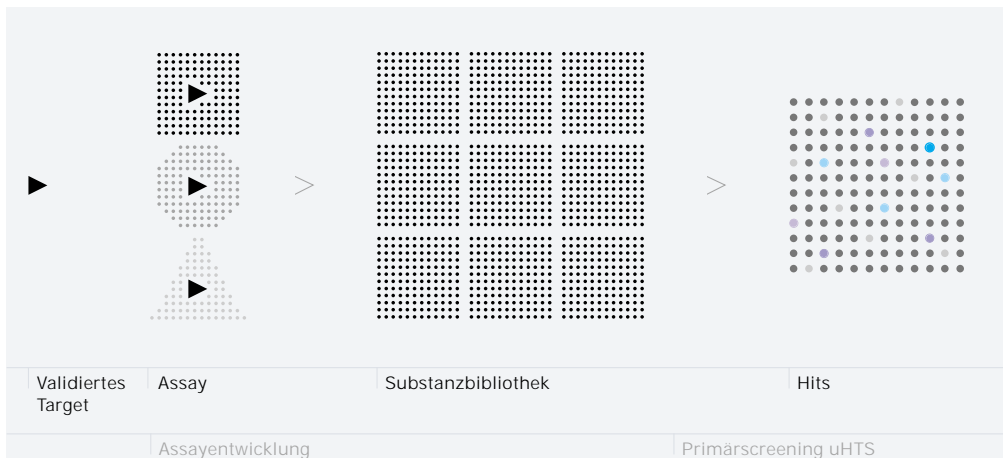 Validiertes
Target
Assay
Substanzbibliothek
Hits
Assayentwicklung
Primärscreening uHTS